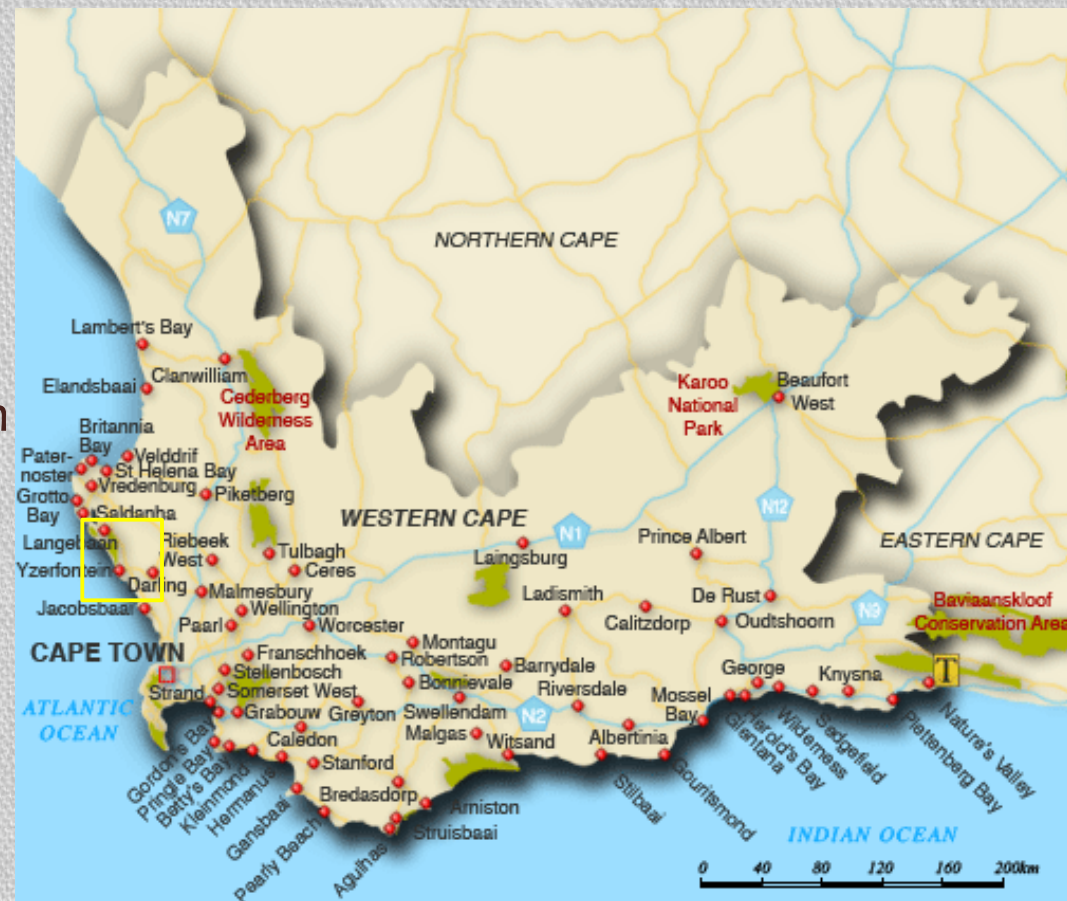 N7
NORTHERN CAPE
Lambert's Bay
Clanwilliam
Elandsbaai
Cederberg
Wilderness
Area
Karoo
National
Park
Beaufort
West
n
Britannia
Bay
Velddrif
Pater-
noster
St Helena Bay
Vredenburg
Piketberg
Grotto
Bay
Saldanha
WESTERN CAPE
N1
N12
Prince Albert
EASTERN CAPE
Langebaan
Riebeek
West
Tulbagh
Laingsburg
Yzerfontein
Ceres
Darling
Malmesbury
Ladismith
De Rust
N9
Baviaanskloof
Conservation Area
Jacobsbaai
Wellington
Calitzdorp
Oudtshoorn
Paarl
Worcester
CAPE TOWN
Montagu
Franschhoek
Robertson
Barrydale
George
Knysna
T
Stellenbosch
Bonnievale
Riversdale
Mossel
Bay
Strand
Somerset West
Grabouw
Greyton
Swellendam
N2
ATLANTIC
OCEAN
Malgas
Witsand
Albertinia
Caledon
Stanford
Bredasdorp
Arniston
Struisbaai
Gordon's Bay
Pringle Bay
Betty's Bay
Kleinmond
Hermanus
Gansbaai
Pearly Beach
Agulhas
Stilbaai
Gouritsmond
Glentana
Herold's Bay
Wilderness
Sedgefield
Plettenberg Bay
Nature's Valley
INDIAN OCEAN
0 40 80 120 160 200km